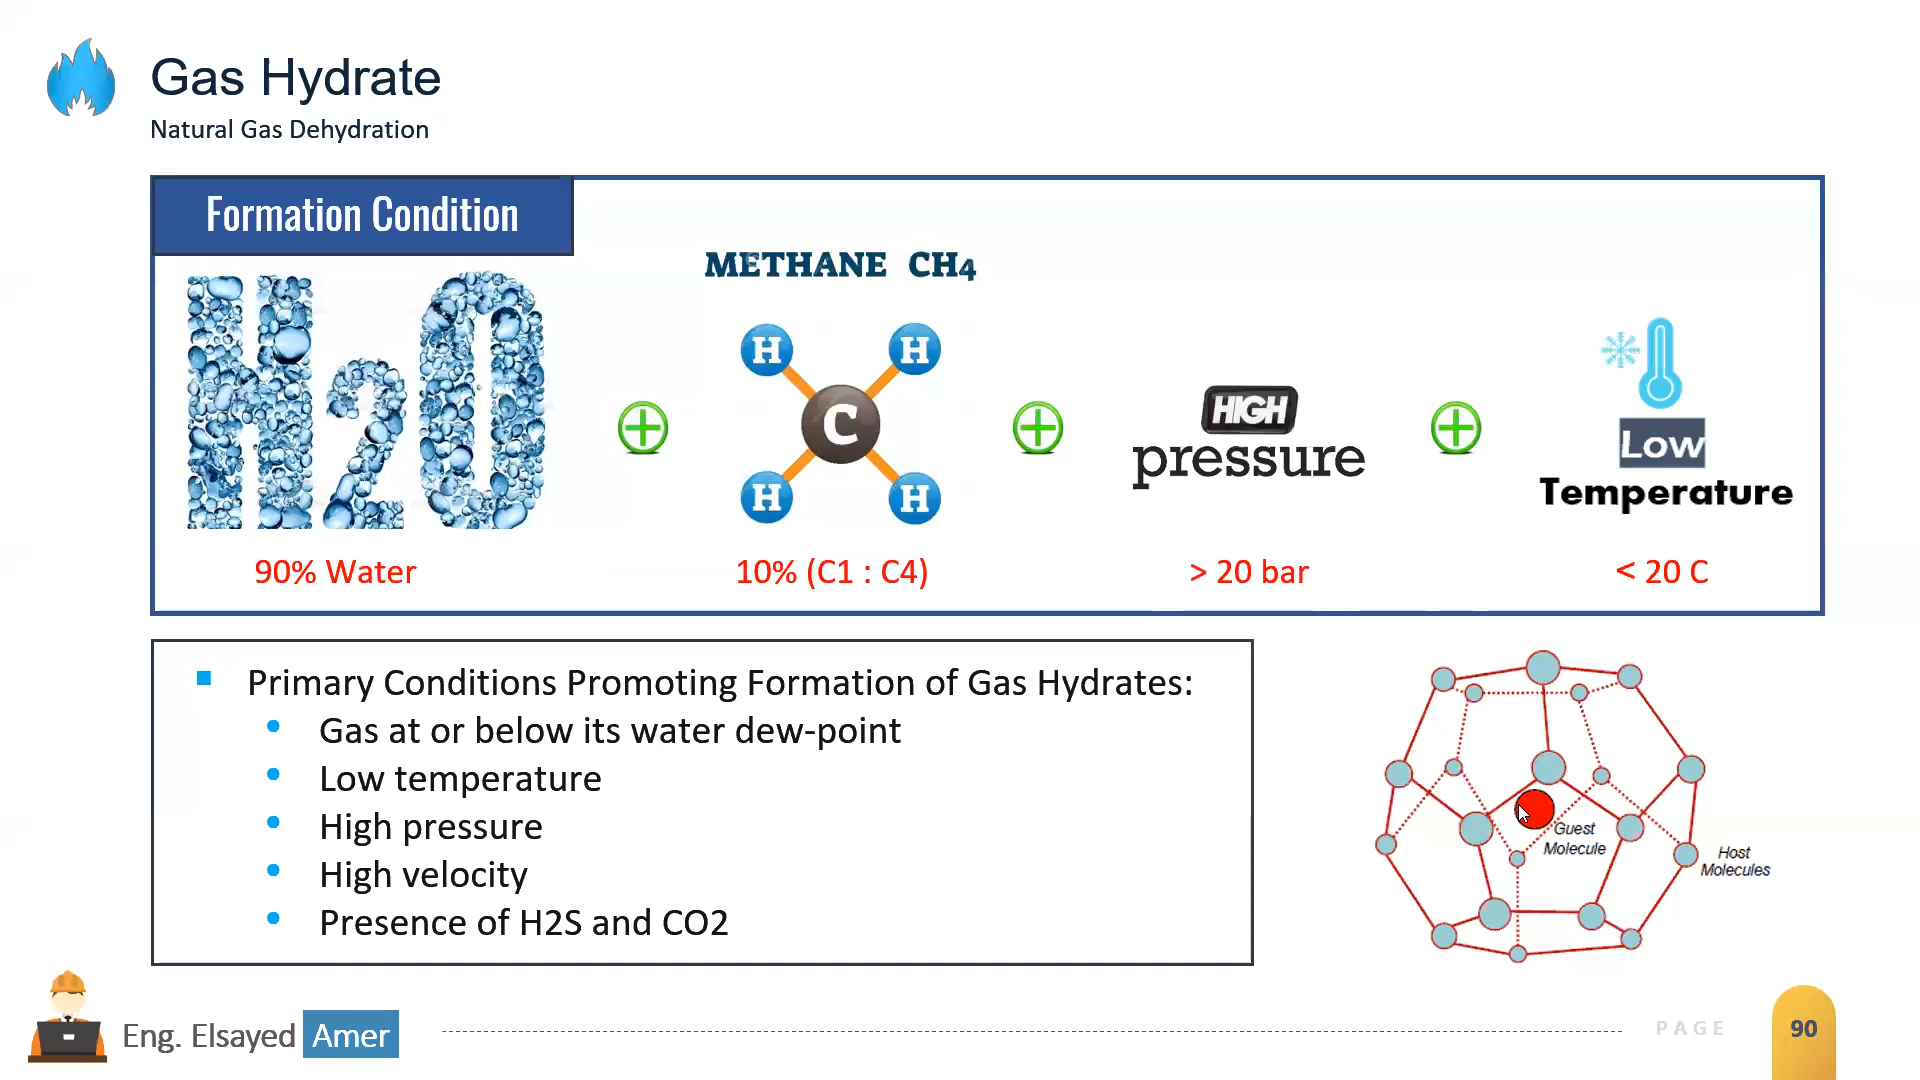 Gas Hydrate
Natural Gas Dehydration
Formation Condition
H2O
METHANE CH4
H H
C
H H
HIGH
pressure
Low
Temperature
90% Water
10% (C1 : C4)
> 20 bar
< 20 C
Primary Conditions Promoting Formation of Gas Hydrates:
Gas at or below its water dew-point
Low temperature
High pressure
High velocity
Presence of H2S and CO2
Guest
Molecule
Host
Molecules
Eng. Elsayed Amer
PAGE
90